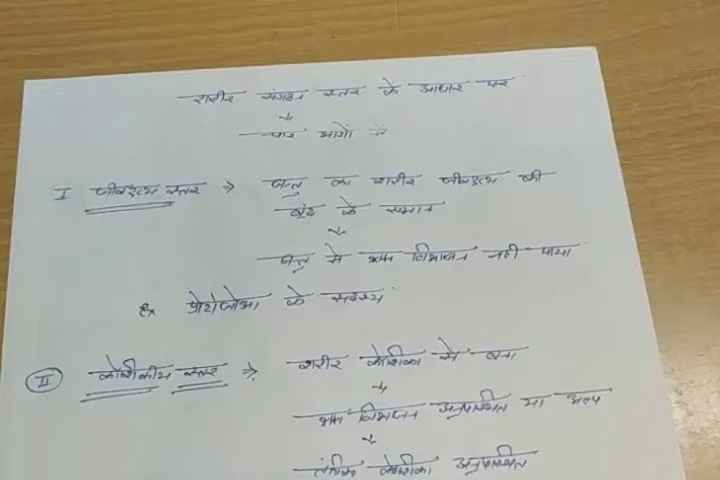 शरीर संगठन स्तर के आधार पर
↓
चार भागों में
I जीवद्रव्य स्तर ⇒ जन्तु का शरीर जीवद्रव्य की
बूंद के समान
↓
जन्तु में श्रम विभाजन नहीं पाया
Ex प्रोटोजोआ के सदस्य
II कोशिकीय स्तर ⇒ शरीर कोशिका से बना
↓
श्रम विभाजन अनुपस्थित या अल्प
↓
तंत्रिका कोशिका अनुपस्थित